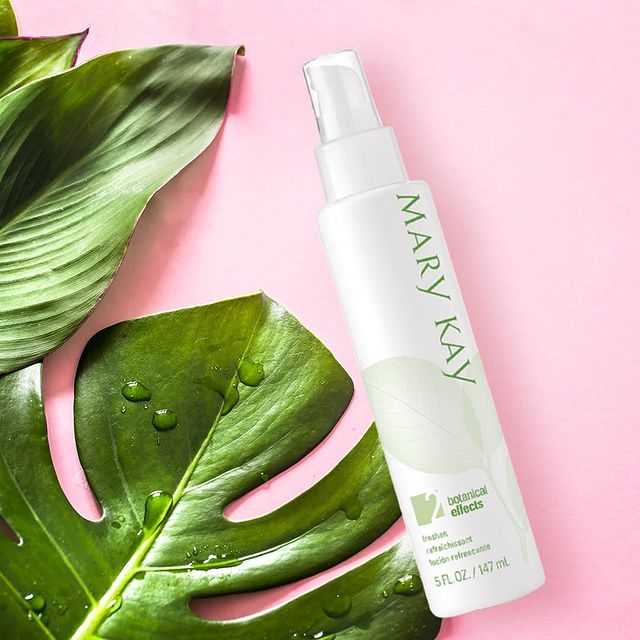 MARY KAY
2
botanical
effects
freshen
rafraîchissant
loción refrescante
5 FL. OZ. / 147 mL